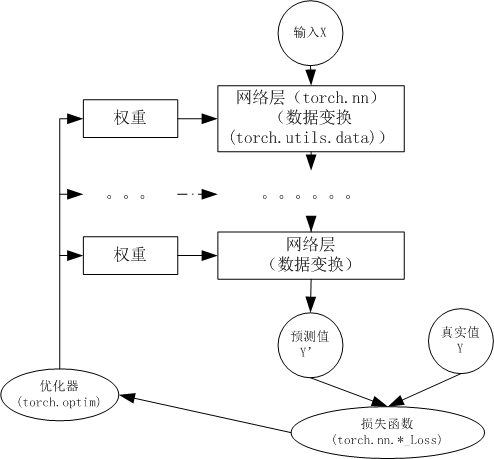 输入X
网络层（torch.nn）
（数据变换
(torch.utils.data)）
权重
。。。
。。。。。。
权重
网络层
（数据变换）
预测值
Y'
真实值
Y
优化器
(torch.optim)
损失函数
(torch.nn.*_Loss)